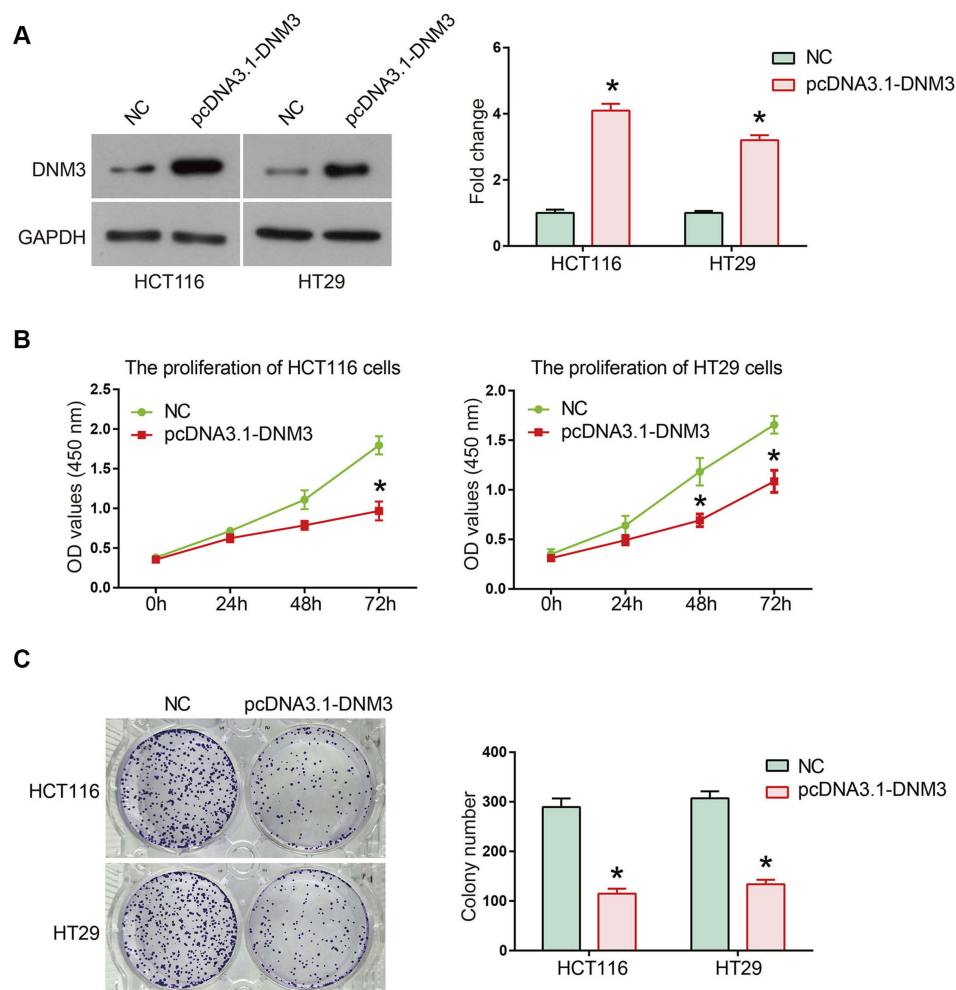 A
NC
pcDNA3.1-DNM3
NC
pcDNA3.1-DNM3
DNM3
GAPDH
HCT116
HT29
NC
pcDNA3.1-DNM3
Fold change
6
4
2
0
*
*
HCT116
HT29
B
The proliferation of HCT116 cells
NC
pcDNA3.1-DNM3
OD values (450 nm)
2.5
2.0
1.5
1.0
0.5
0.0
*
0h 24h 48h 72h
The proliferation of HT29 cells
NC
pcDNA3.1-DNM3
OD values (450 nm)
2.0
1.5
1.0
0.5
0.0
*
*
0h 24h 48h 72h
C
NC
pcDNA3.1-DNM3
HCT116
HT29
NC
pcDNA3.1-DNM3
Colony number
400
300
200
100
0
*
*
HCT116
HT29